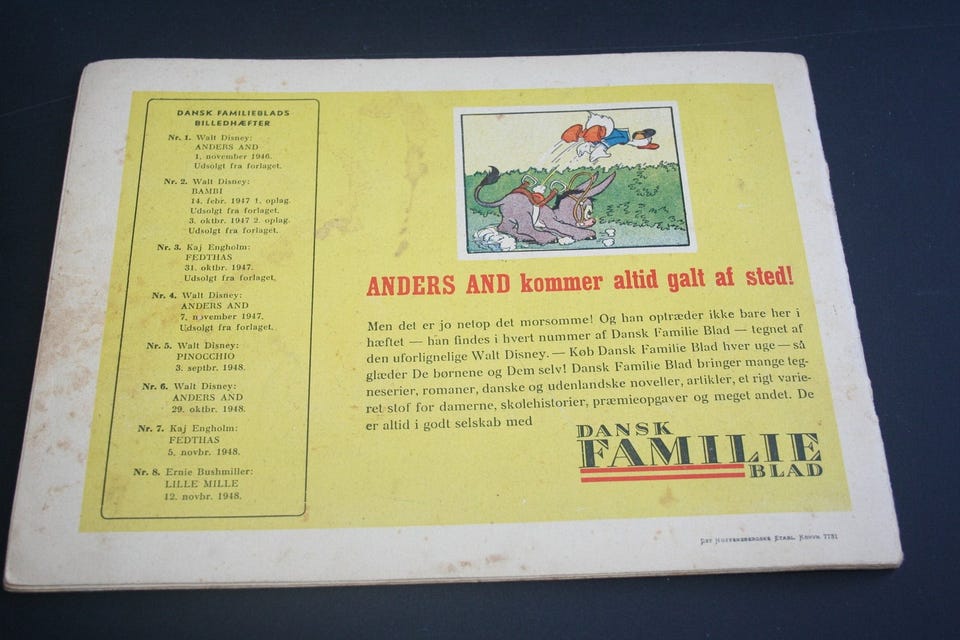 DANSK FAMILIEBLADS
BILLEDHÆFTER
Nr. 1. Walt Disney:
ANDERS AND
1. november 1946.
Udsolgt fra forlaget.
Nr. 2. Walt Disney:
BAMBI
14. febr. 1947 1. oplag.
Udsolgt fra forlaget.
3. oktbr. 1947 2. oplag.
Udsolgt fra forlaget.
Nr. 3. Kaj Engholm:
FEDTHAS
31. oktbr. 1947.
Udsolgt fra forlaget.
Nr. 4. Walt Disney:
ANDERS AND
7. november 1947.
Udsolgt fra forlaget.
Nr. 5. Walt Disney:
PINOCCHIO
3. septbr. 1948.
Nr. 6. Walt Disney:
ANDERS AND
29. oktbr. 1948.
Nr. 7. Kaj Engholm:
FEDTHAS
5. novbr. 1948.
Nr. 8. Ernie Bushmiller:
LILLE MILLE
12. novbr. 1948.
ANDERS AND kommer altid galt af sted!
Men det er jo netop det morsomme! Og han optræder ikke bare her i
hæftet — han findes i hvert nummer af Dansk Familie Blad — tegnet af
den uforlignelige Walt Disney. — Køb Dansk Familie Blad hver uge — så
glæder De børnene og Dem selv! Dansk Familie Blad bringer mange teg-
neserier, romaner, danske og udenlandske noveller, artikler, et rigt varie-
ret stof for damerne, skolehistorier, præmieopgaver og meget andet. De
er altid i godt selskab med
DANSK
FAMILIE
BLAD
DET HOFFENSBERGSKE ETABL. KBHVN. 7731